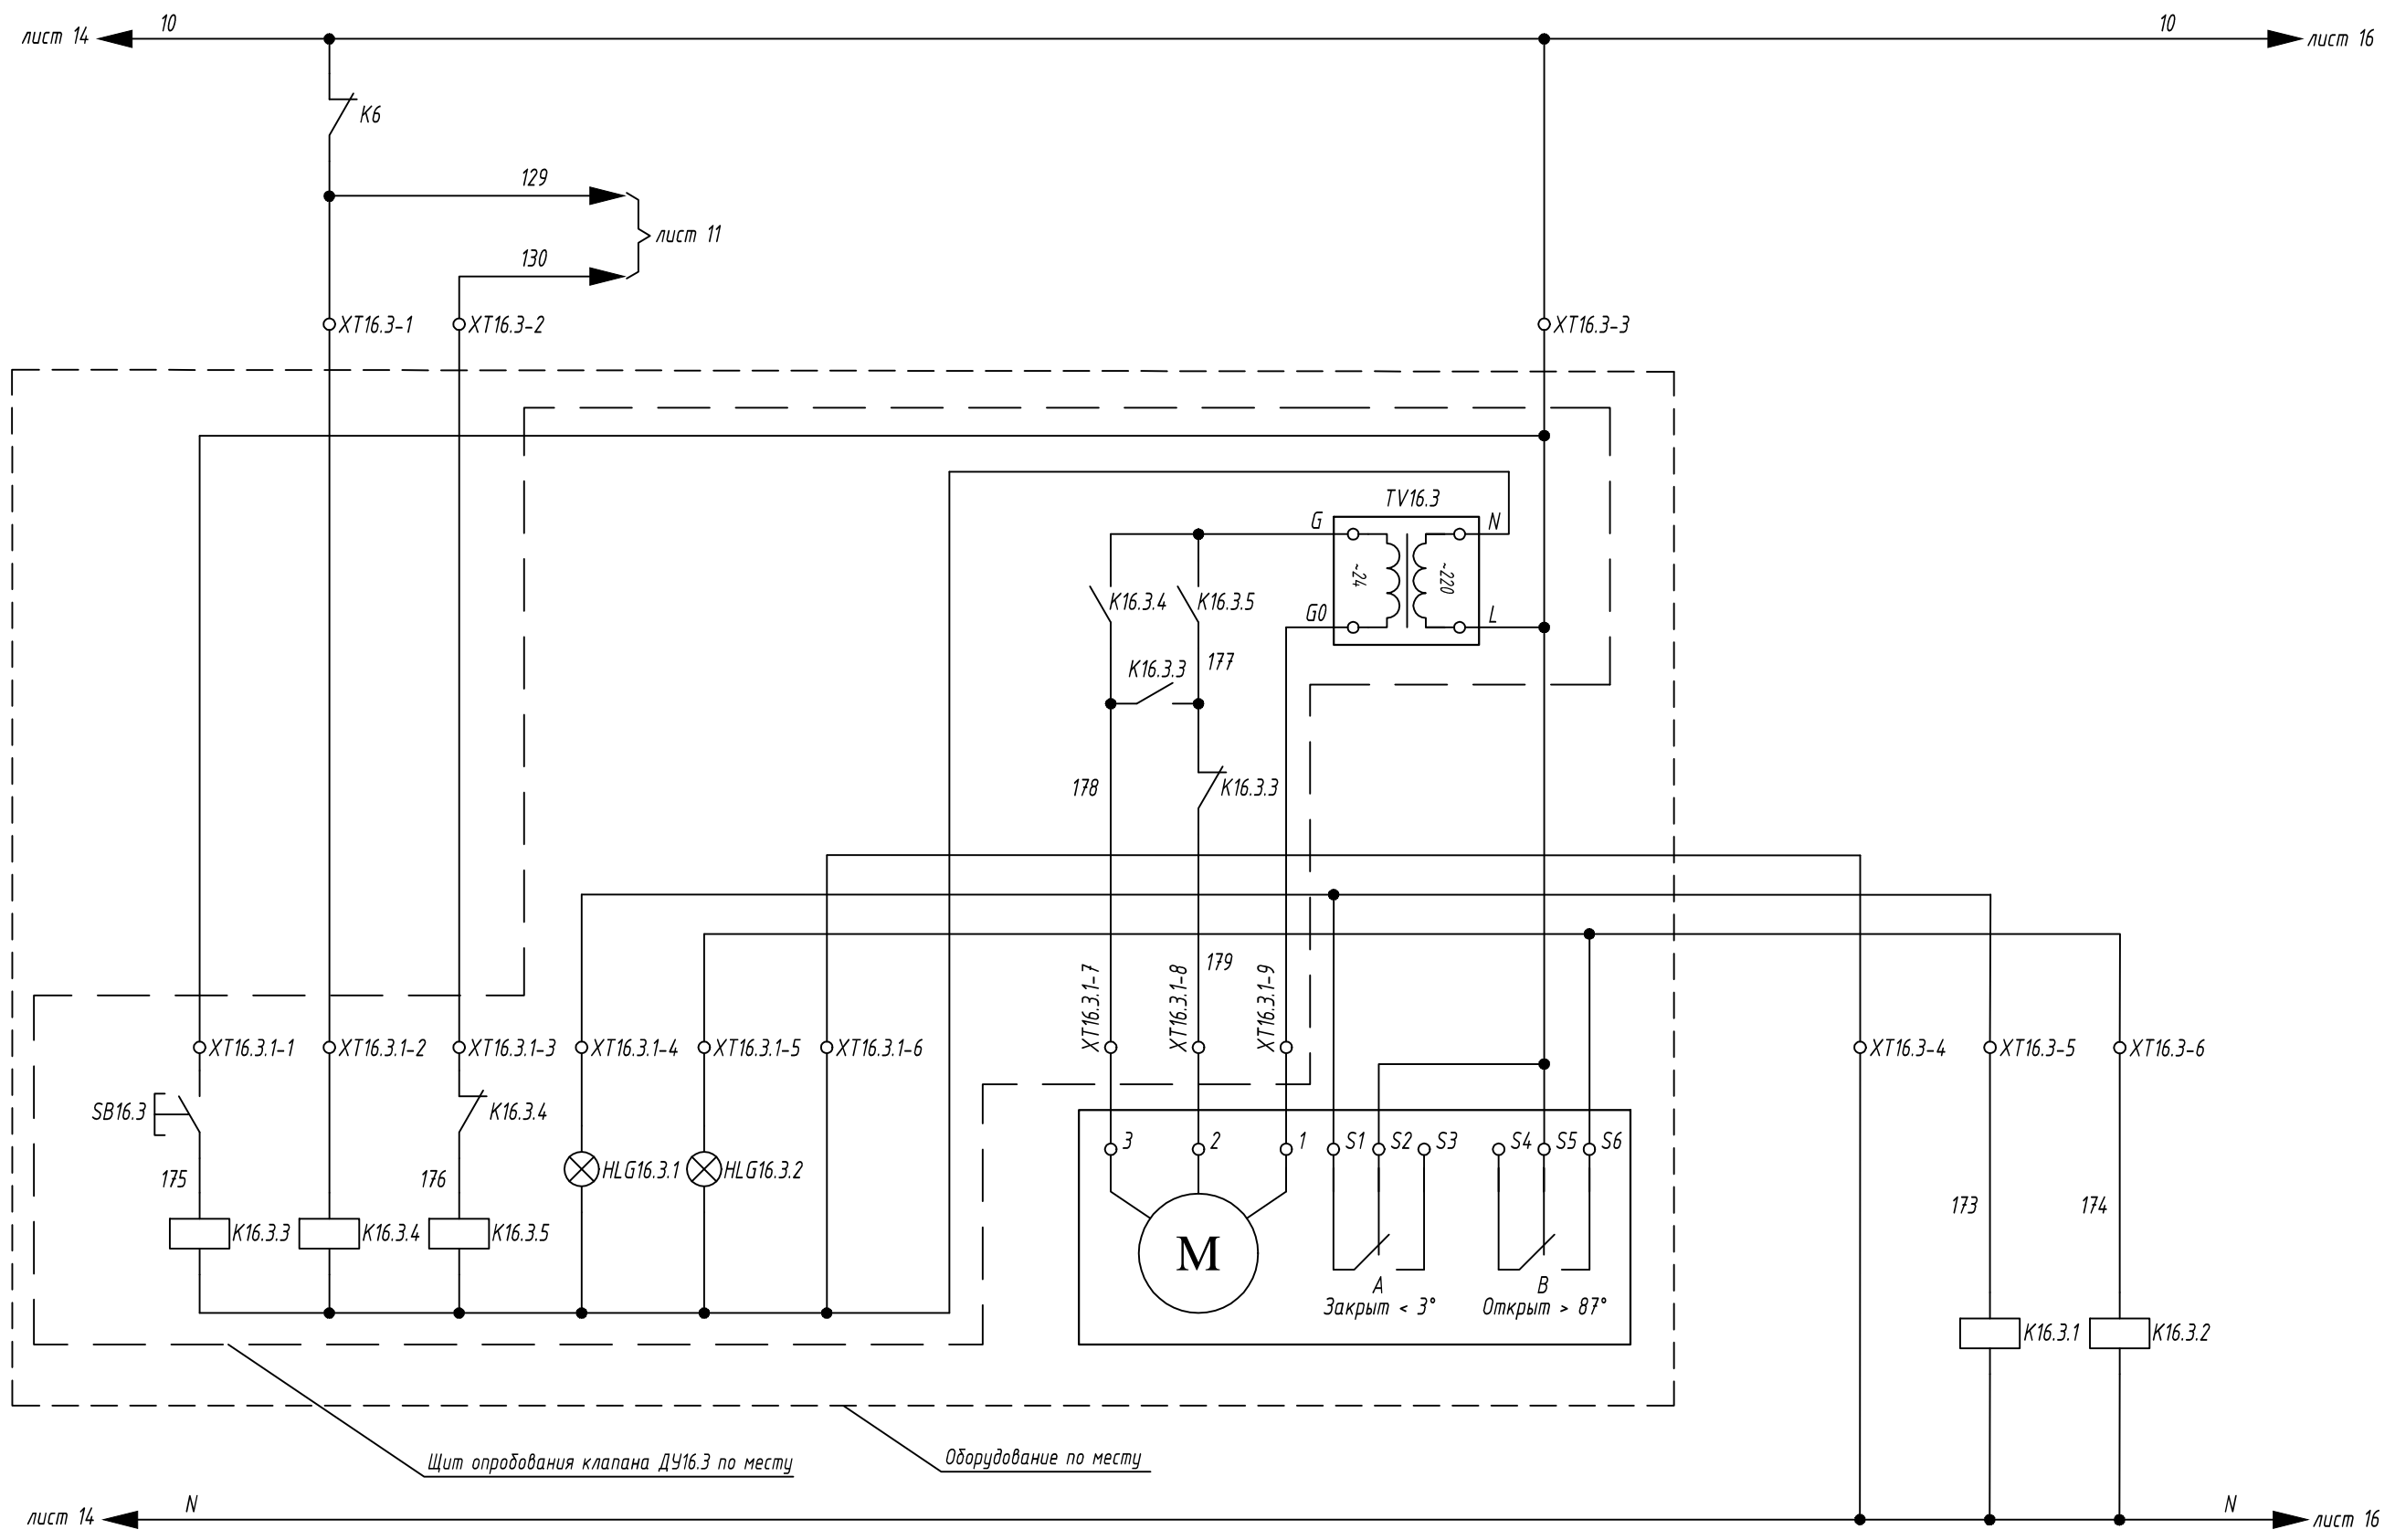 10
10
лист 14
лист 16
K6
129
лист 11
130
XT16.3-1
XT16.3-2
XT16.3-3
TV16.3
G
N
~24
~220
K16.3.4
K16.3.5
G0
L
K16.3.3
177
178
K16.3.3
XT16.3.1-7
XT16.3.1-8
179
XT16.3.1-9
XT16.3.1-1
XT16.3.1-2
XT16.3.1-3
XT16.3.1-4
XT16.3.1-5
XT16.3.1-6
XT16.3-4
XT16.3-5
XT16.3-6
SB16.3
K16.3.4
3
2
1
S1
S2
S3
S4
S5
S6
175
176
HLG16.3.1
HLG16.3.2
173
174
K16.3.3
K16.3.4
K16.3.5
M
A
Закрыт < 3°
B
Открыт > 87°
K16.3.1
K16.3.2
Щит опробования клапана ДУ16.3 по месту
Оборудование по месту
N
N
лист 14
лист 16